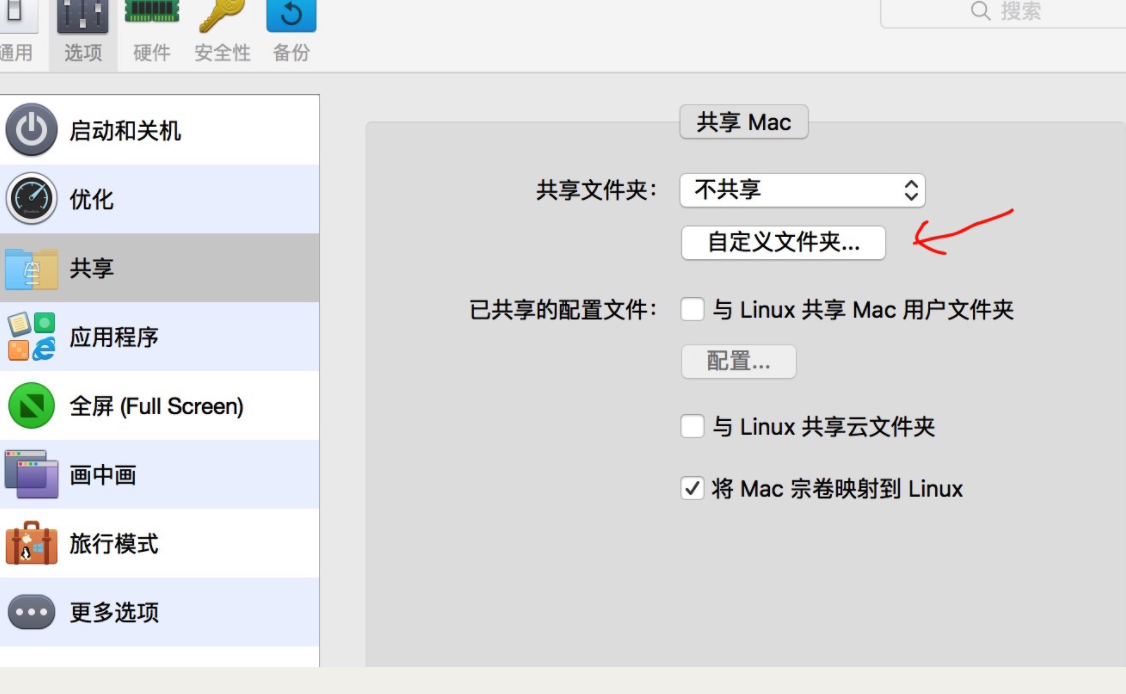 通用 选项 硬件 安全性 备份 搜索
启动和关机
优化
共享
应用程序
全屏 (Full Screen)
画中画
旅行模式
更多选项
共享 Mac
共享文件夹： 不共享
自定义文件夹...
已共享的配置文件： 与 Linux 共享 Mac 用户文件夹
配置...
与 Linux 共享云文件夹
将 Mac 宗卷映射到 Linux